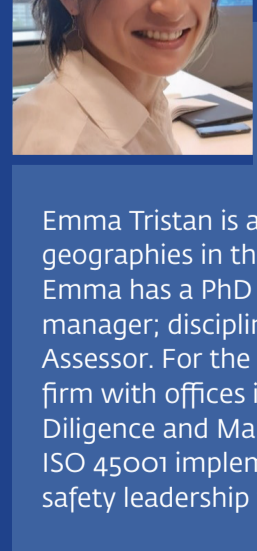 Emma Tristan is a
geographies in th
Emma has a PhD
manager; disciplin
Assessor. For the
firm with offices i
Diligence and Ma
ISO 45001 implem
safety leadership